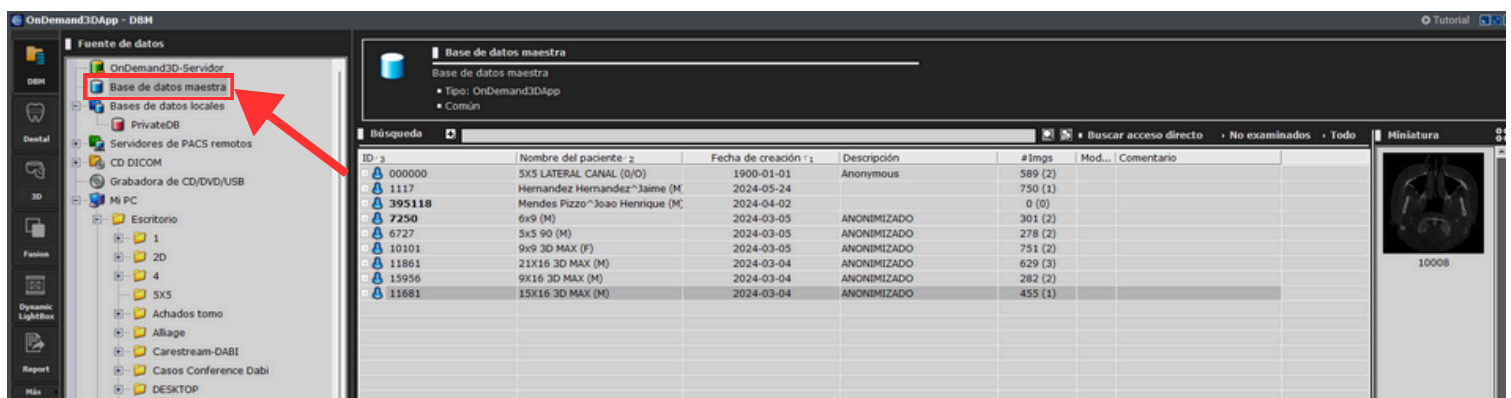 OnDemand3DApp - DBM
Tutorial
DBM
Dental
3D
Fusion
Dynamic
LightBox
Report
Más
Fuente de datos
OnDemand3D-Servidor
Base de datos maestra
Bases de datos locales
PrivateDB
Servidores de PACS remotos
CD DICOM
Grabadora de CD/DVD/USB
Mi PC
Escritorio
1
2D
4
5X5
Achados tomo
Alliage
Carestream-DABI
Casos Conference Dabi
DESKTOP
Base de datos maestra
Base de datos maestra
Tipo: OnDemand3DApp
Común
Búsqueda
Buscar acceso directo No examinados Todo
ID 3 Nombre del paciente 2 Fecha de creación 1 Descripción #Imgs Mod... Comentario
000000 5X5 LATERAL CANAL (0/O) 1900-01-01 Anonymous 589 (2)
1117 Hernandez Hernandez^Jaime (M 2024-05-24 750 (1)
395118 Mendes Pizzo^Joao Henrique (M 2024-04-02 0 (0)
7250 6x9 (M) 2024-03-05 ANONIMIZADO 301 (2)
6727 5x5 90 (M) 2024-03-05 ANONIMIZADO 278 (2)
10101 9x9 3D MAX (F) 2024-03-05 ANONIMIZADO 751 (2)
11861 21X16 3D MAX (M) 2024-03-04 ANONIMIZADO 629 (3)
15956 9X16 3D MAX (M) 2024-03-04 ANONIMIZADO 282 (2)
11681 15X16 3D MAX (M) 2024-03-04 ANONIMIZADO 455 (1)
Miniatura
10008